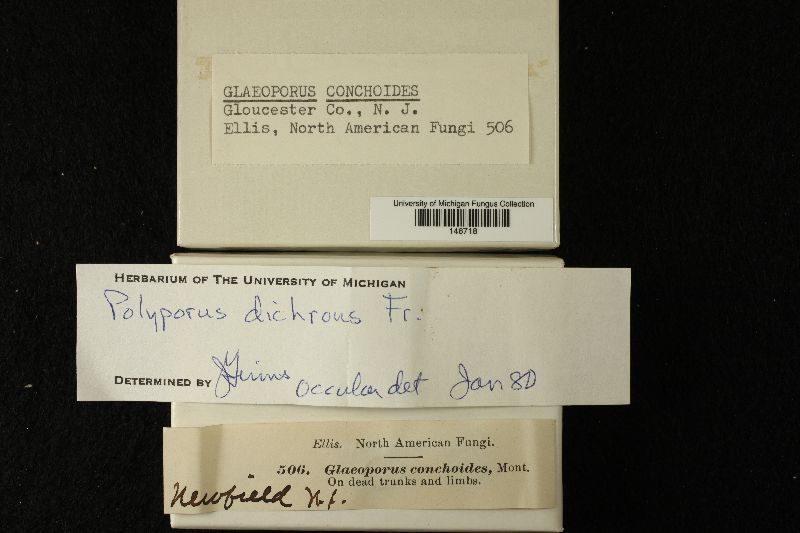 GLAEOPORUS CONCHOIDES
Gloucester Co., N. J.
Ellis, North American Fungi 506
University of Michigan Fungus Collection
148718
HERBARIUM OF THE UNIVERSITY OF MICHIGAN
Polyporus dichrous Fr.
DETERMINED BY JGinns occular det Jan 80
Ellis. North American Fungi.
506. Glaeoporus conchoides, Mont.
On dead trunks and limbs.
Newfield N.J.